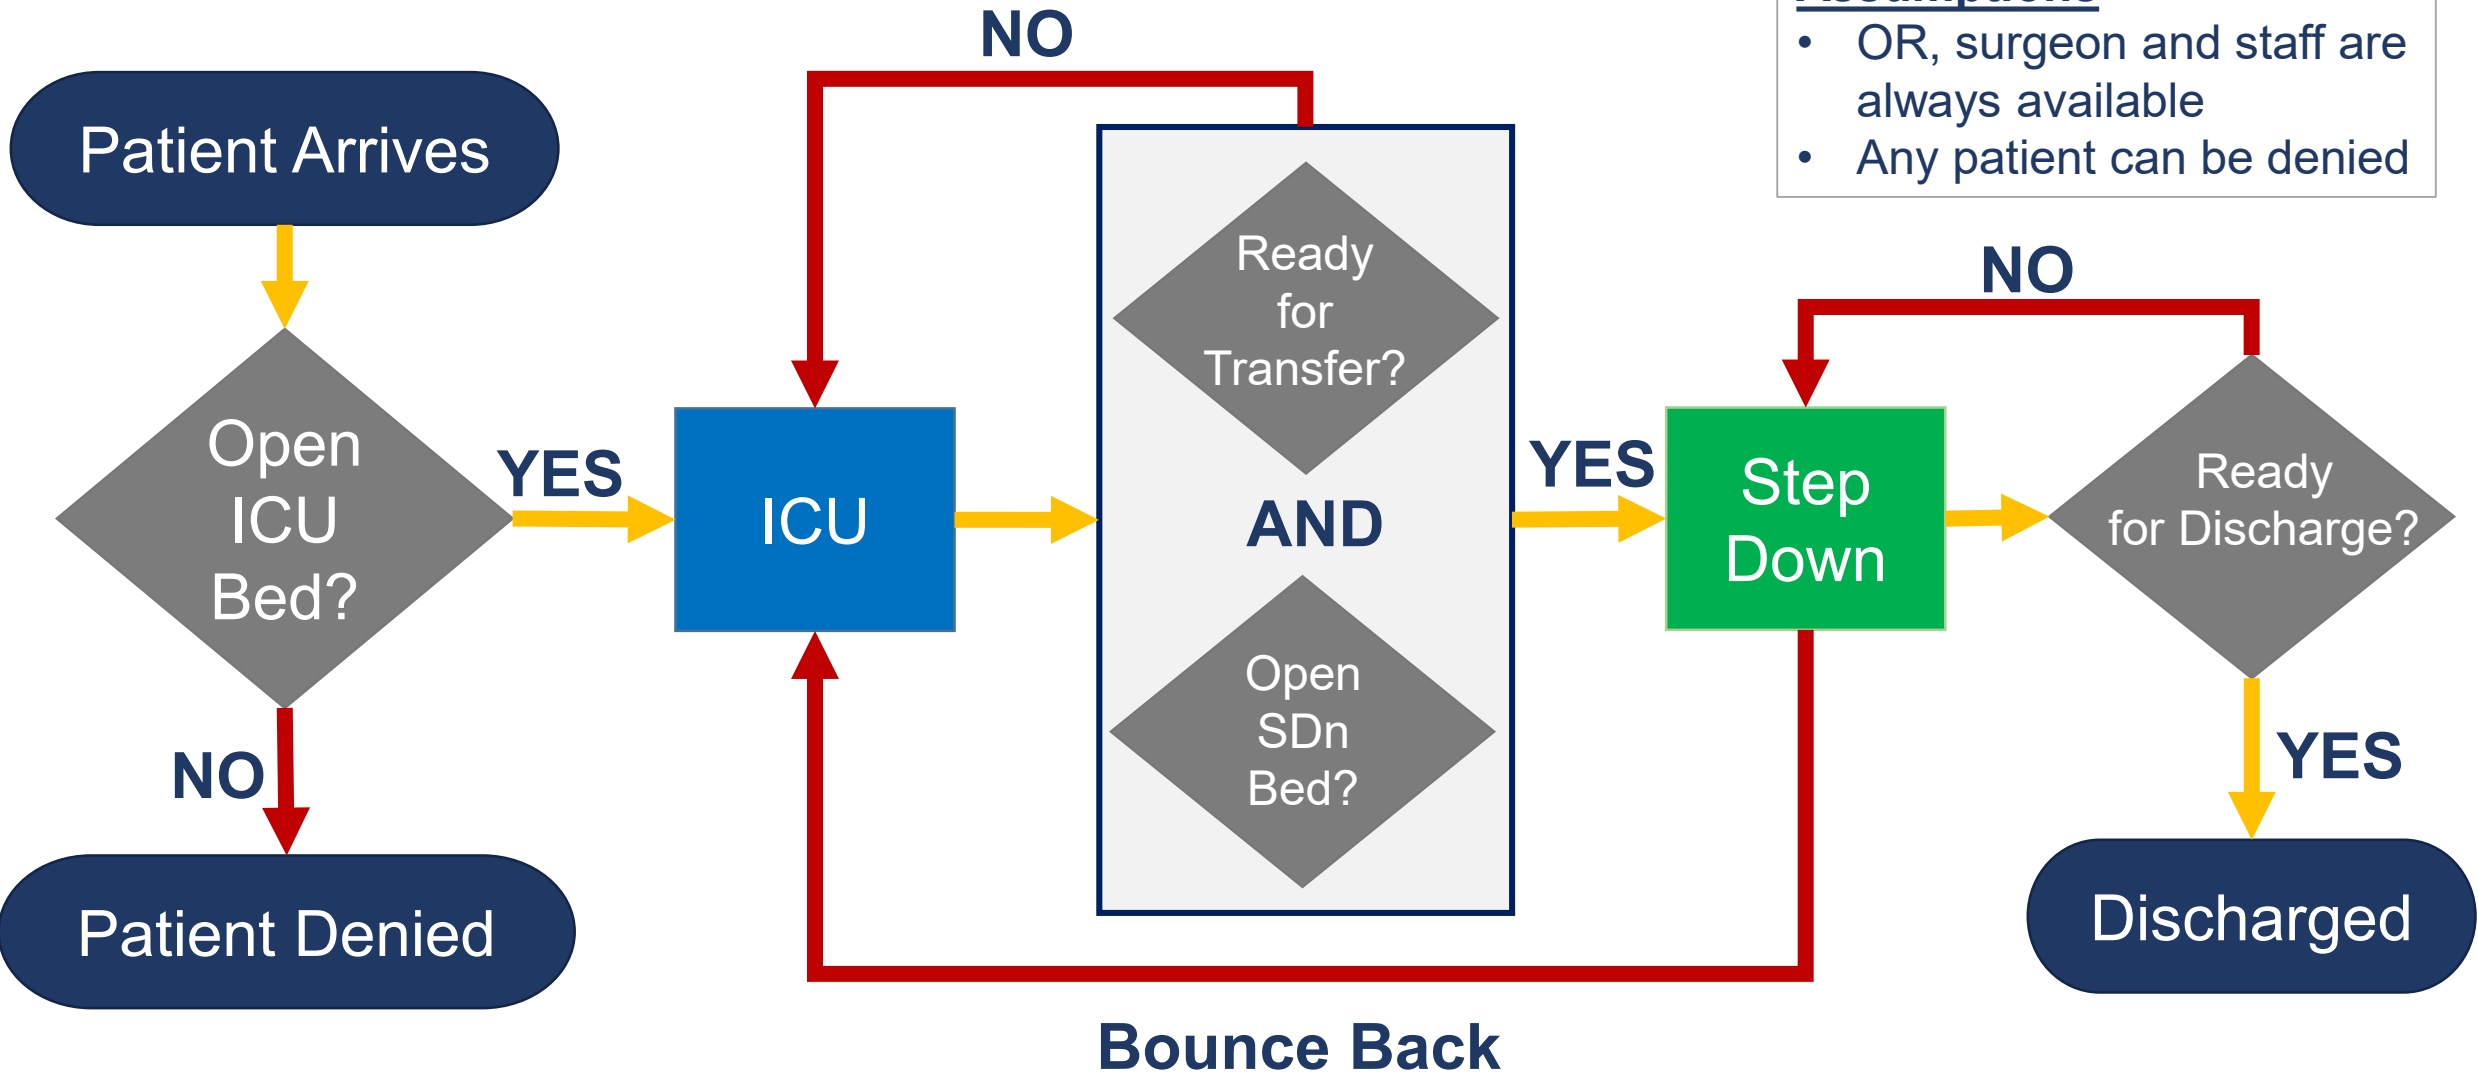 NO
Assumptions
• OR, surgeon and staff are
always available
• Any patient can be denied
Patient Arrives
Ready
for
Transfer?
NO
Open
ICU
Bed?
YES
ICU
AND
YES
Step
Down
Ready
for Discharge?
Open
SDn
Bed?
NO
YES
Patient Denied
Discharged
Bounce Back